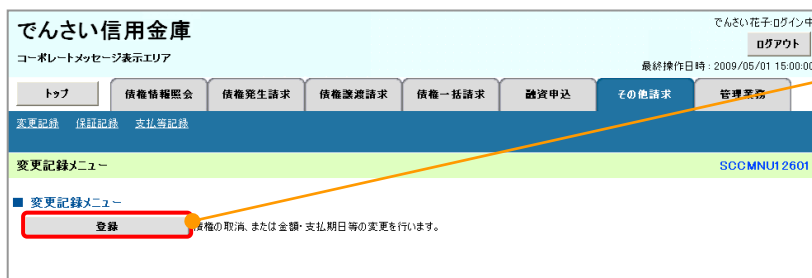 でんさい信用金庫
コーポレートメッセージ表示エリア
でんさい花子:ログイン中
ログアウト
最終操作日時 : 2009/05/01 15:00:00
トップ 債権情報照会 債権発生請求 債権譲渡請求 債権一括請求 融資申込 その他請求 管理業務
変更記録 保証記録 支払等記録
変更記録メニュー SCCMNU12601
■ 変更記録メニュー
登録 債権の取消、または金額・支払期日等の変更を行います。